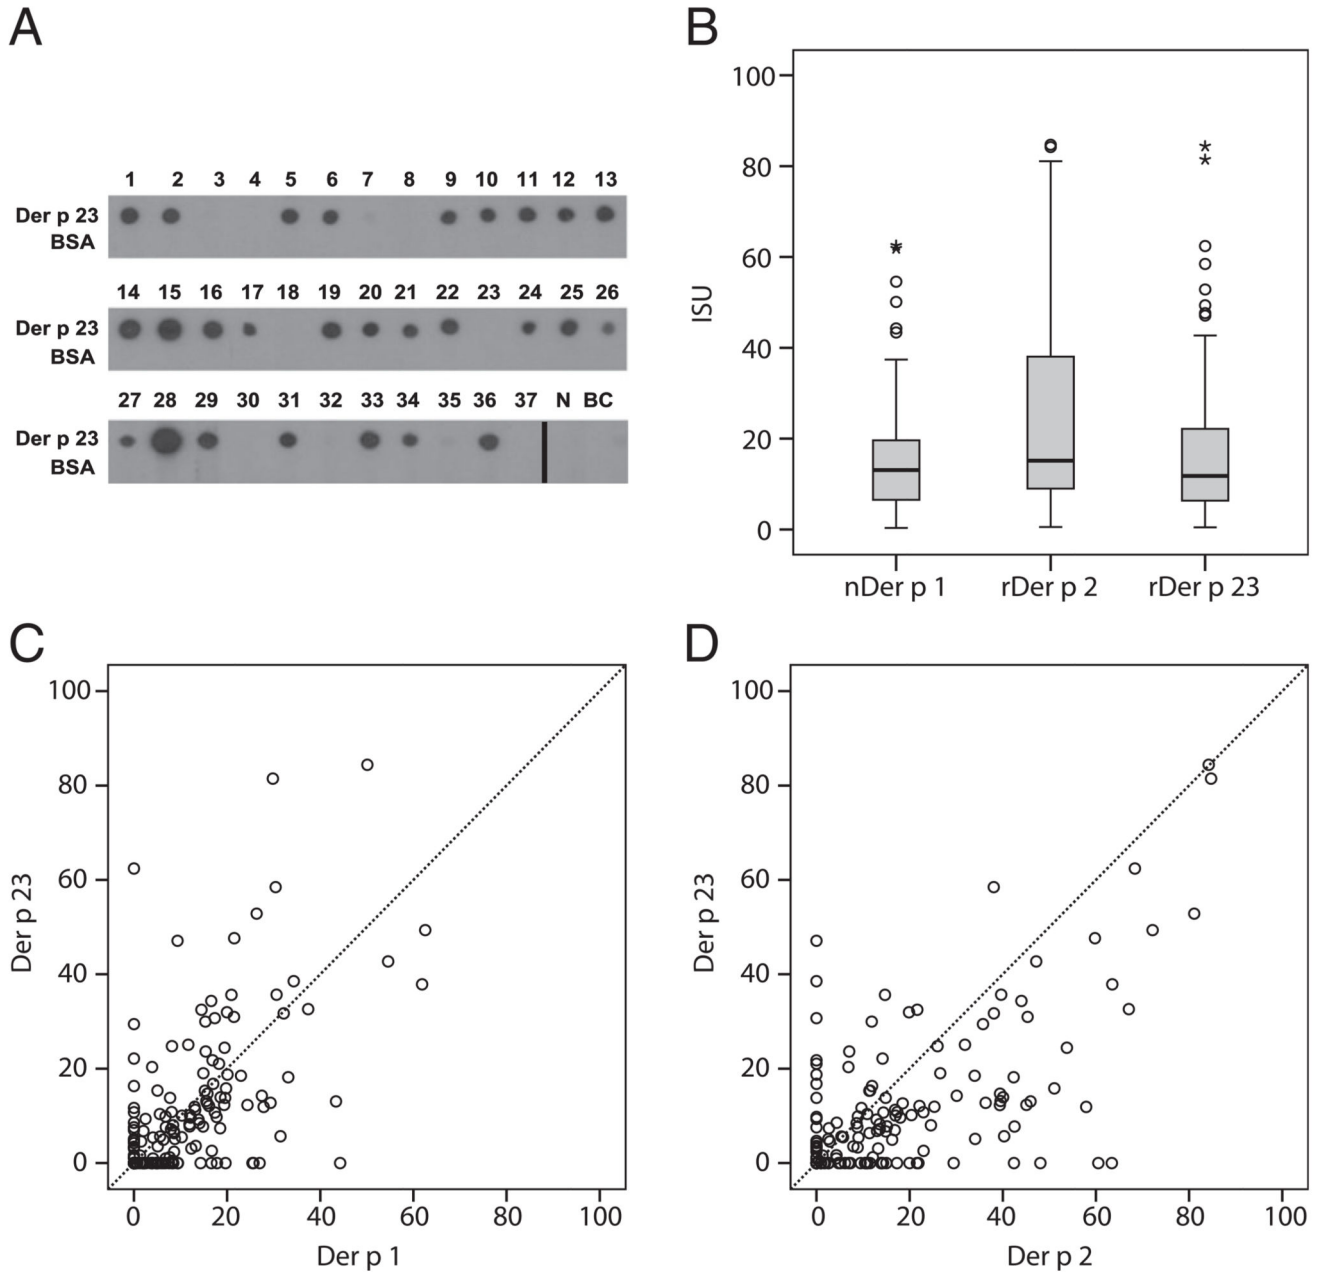 A
1 2 3 4 5 6 7 8 9 10 11 12 13
Der p 23
BSA
14 15 16 17 18 19 20 21 22 23 24 25 26
Der p 23
BSA
27 28 29 30 31 32 33 34 35 36 37 N BC
Der p 23
BSA
B
100
80
60
40
20
0
ISU
nDer p 1 rDer p 2 rDer p 23
C
100
80
60
40
20
0
Der p 23
0 20 40 60 80 100
Der p 1
D
100
80
60
40
20
0
Der p 23
0 20 40 60 80 100
Der p 2